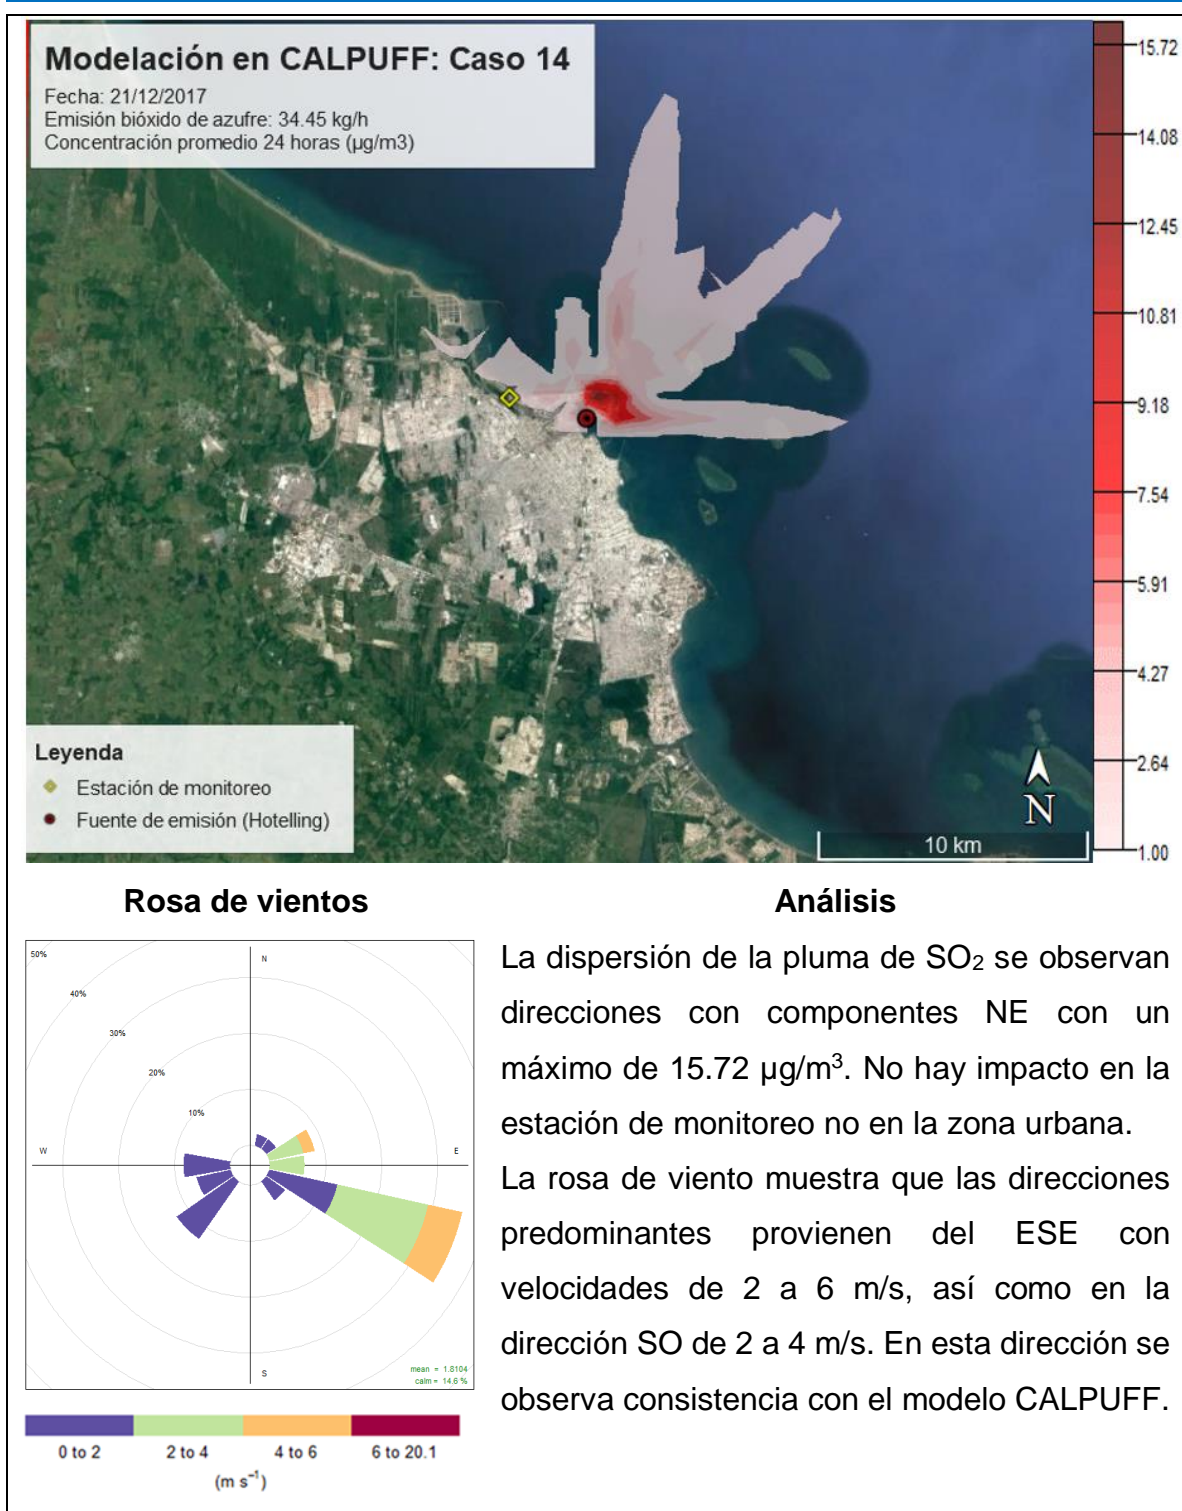 Modelación en CALPUFF: Caso 14
Fecha: 21/12/2017
Emisión bióxido de azufre: 34.45 kg/h
Concentración promedio 24 horas (µg/m3)
15.72
14.08
12.45
10.81
9.18
7.54
5.91
4.27
2.64
1.00
Leyenda
Estación de monitoreo
Fuente de emisión (Hotelling)
N
10 km
Rosa de vientos
50%
40%
30%
20%
10%
N
W
E
S
mean = 1.8104
calm = 14.6 %
0 to 2
2 to 4
4 to 6
6 to 20.1
(m s⁻¹)
Análisis
La dispersión de la pluma de SO₂ se observan
direcciones con componentes NE con un
máximo de 15.72 µg/m³. No hay impacto en la
estación de monitoreo no en la zona urbana.
La rosa de viento muestra que las direcciones
predominantes provienen del ESE con
velocidades de 2 a 6 m/s, así como en la
dirección SO de 2 a 4 m/s. En esta dirección se
observa consistencia con el modelo CALPUFF.